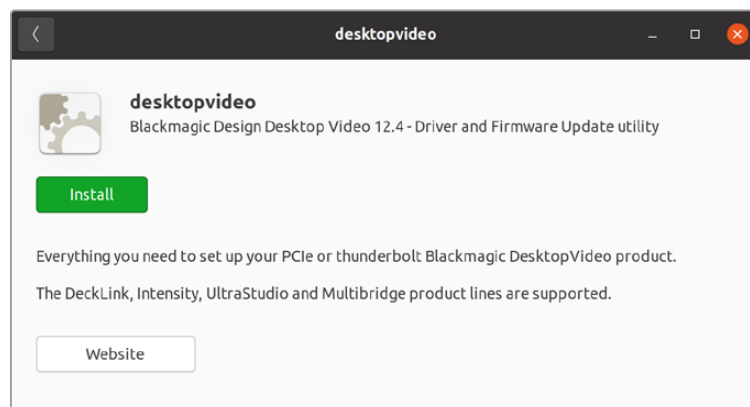 desktopvideo
desktopvideo
Blackmagic Design Desktop Video 12.4 - Driver and Firmware Update utility
Install
Everything you need to set up your PCIe or thunderbolt Blackmagic DesktopVideo product.
The DeckLink, Intensity, UltraStudio and Multibridge product lines are supported.
Website